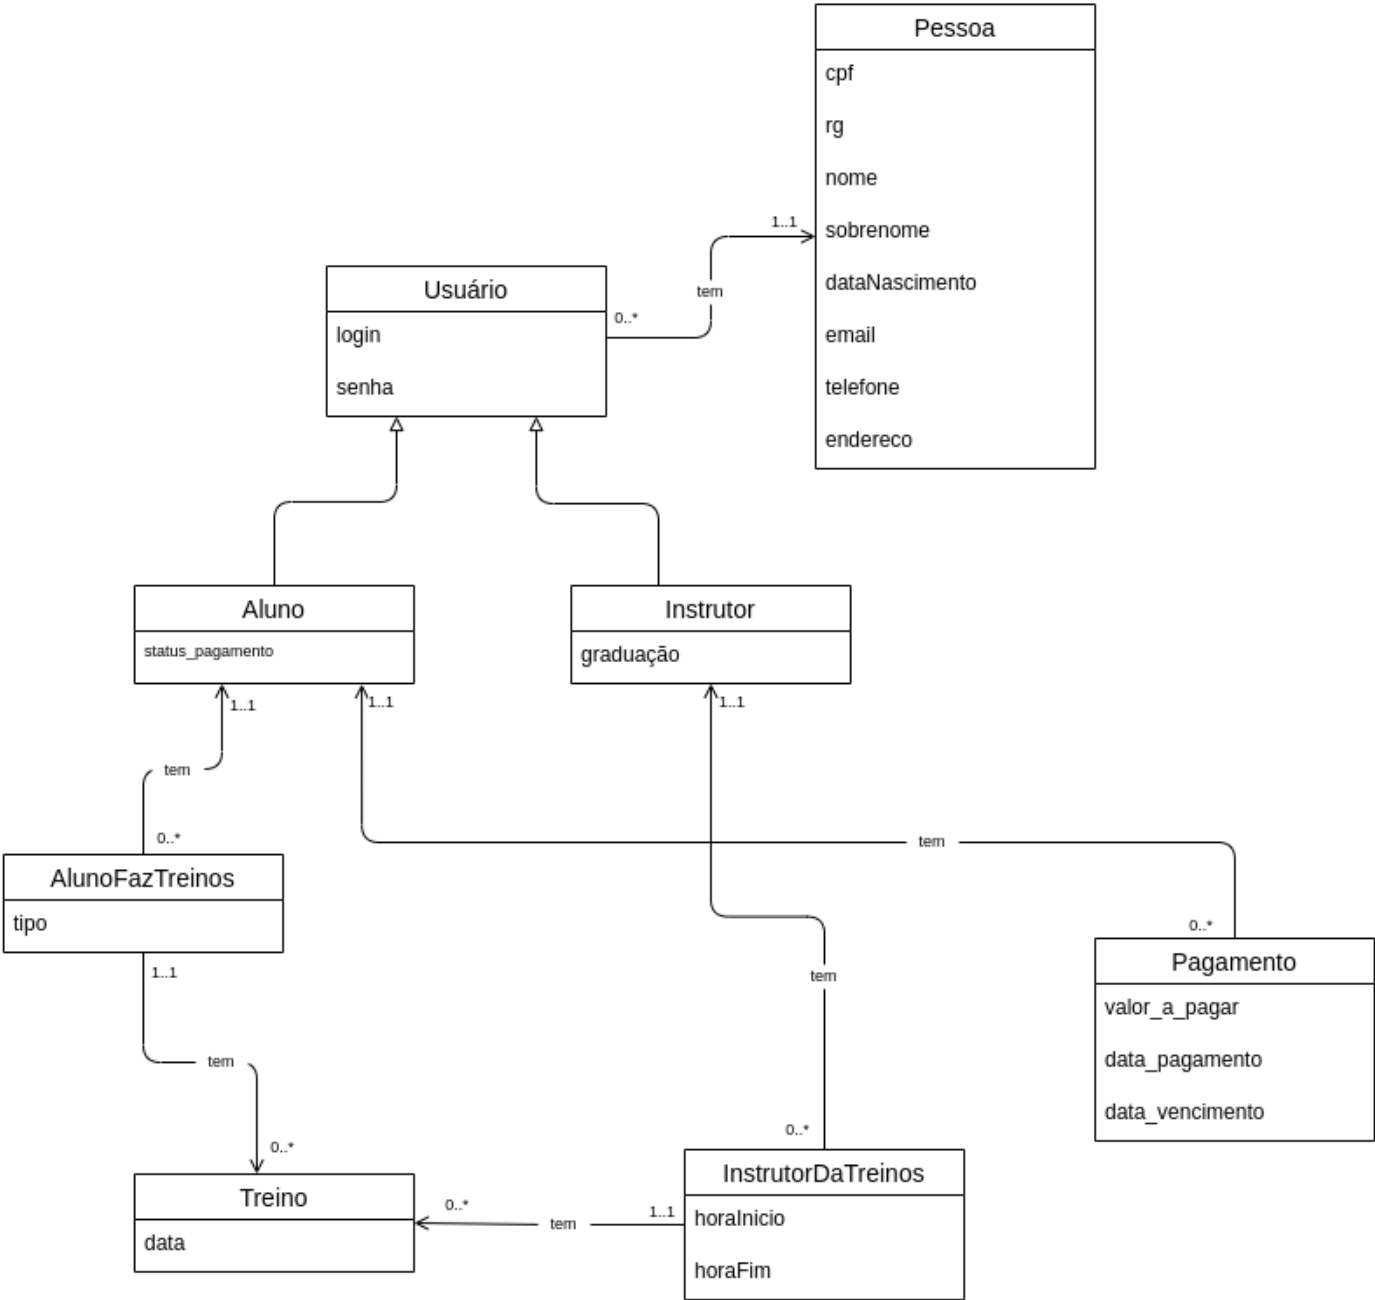 Pessoa
cpf
rg
nome
sobrenome
dataNascimento
email
telefone
endereco
1..1
tem
0..*
Usuário
login
senha
Aluno
status_pagamento
Instrutor
graduação
1..1
1..1
1..1
tem
0..*
tem
0..*
AlunoFazTreinos
tipo
1..1
tem
0..*
Pagamento
valor_a_pagar
data_pagamento
data_vencimento
tem
0..*
InstrutorDaTreinos
horaInicio
horaFim
1..1
tem
0..*
Treino
data